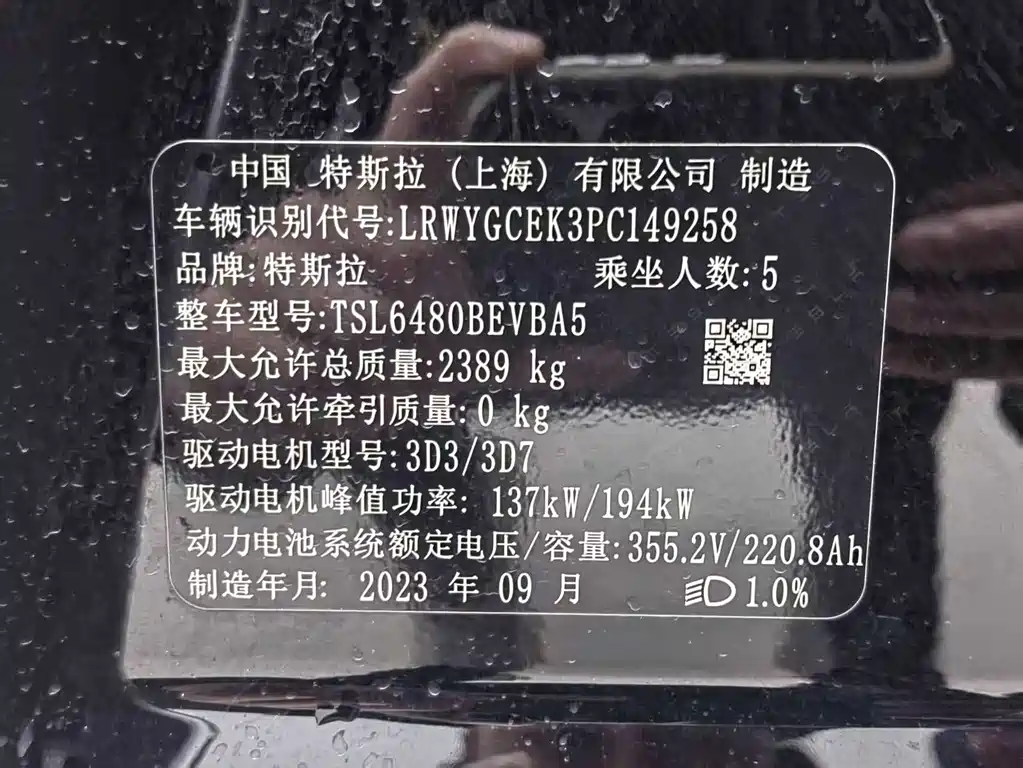 中国 特斯拉（上海）有限公司 制造
车辆识别代号:LRWYGCEK3PC149258
品牌:特斯拉 乘坐人数:5
整车型号:TSL6480BEVBA5
最大允许总质量:2389 kg
最大允许牵引质量:0 kg
驱动电机型号:3D3/3D7
驱动电机峰值功率: 137kW/194kW
动力电池系统额定电压/容量:355.2V/220.8Ah
制造年月: 2023 年 09 月 1.0%